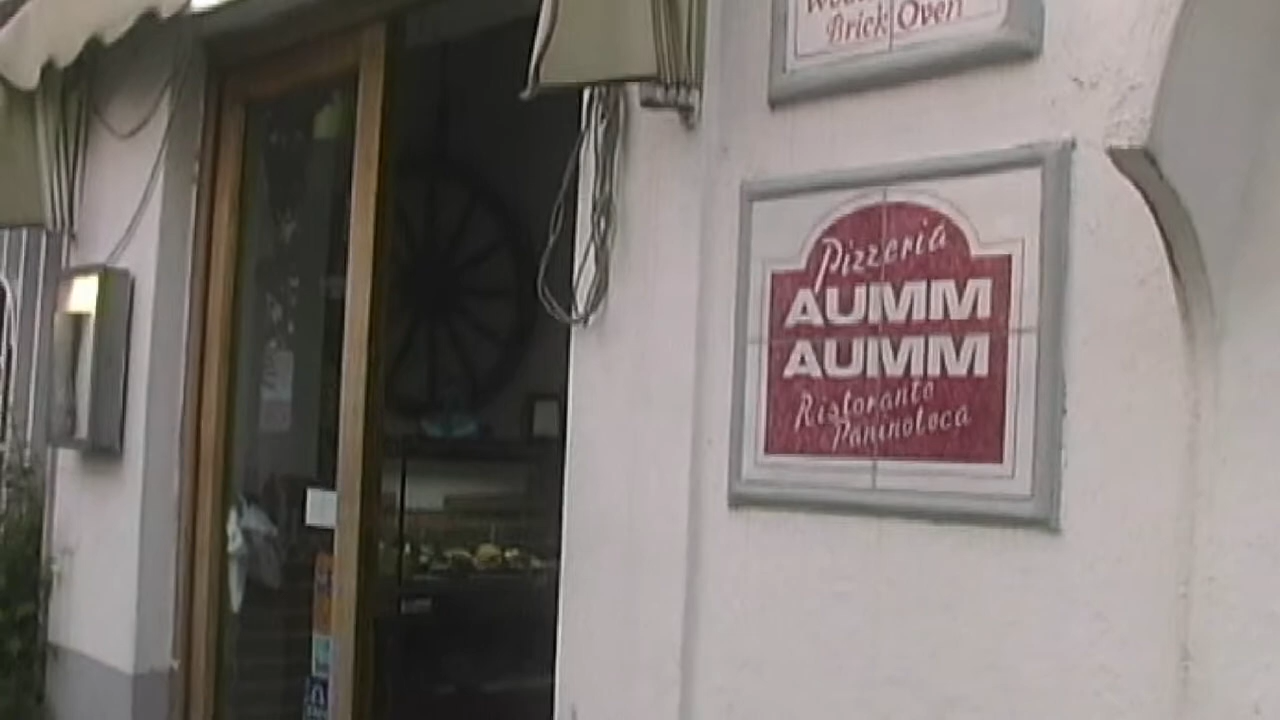 Brick Oven
Pizzeria
AUMM
AUMM
Ristorante
Paninoteca